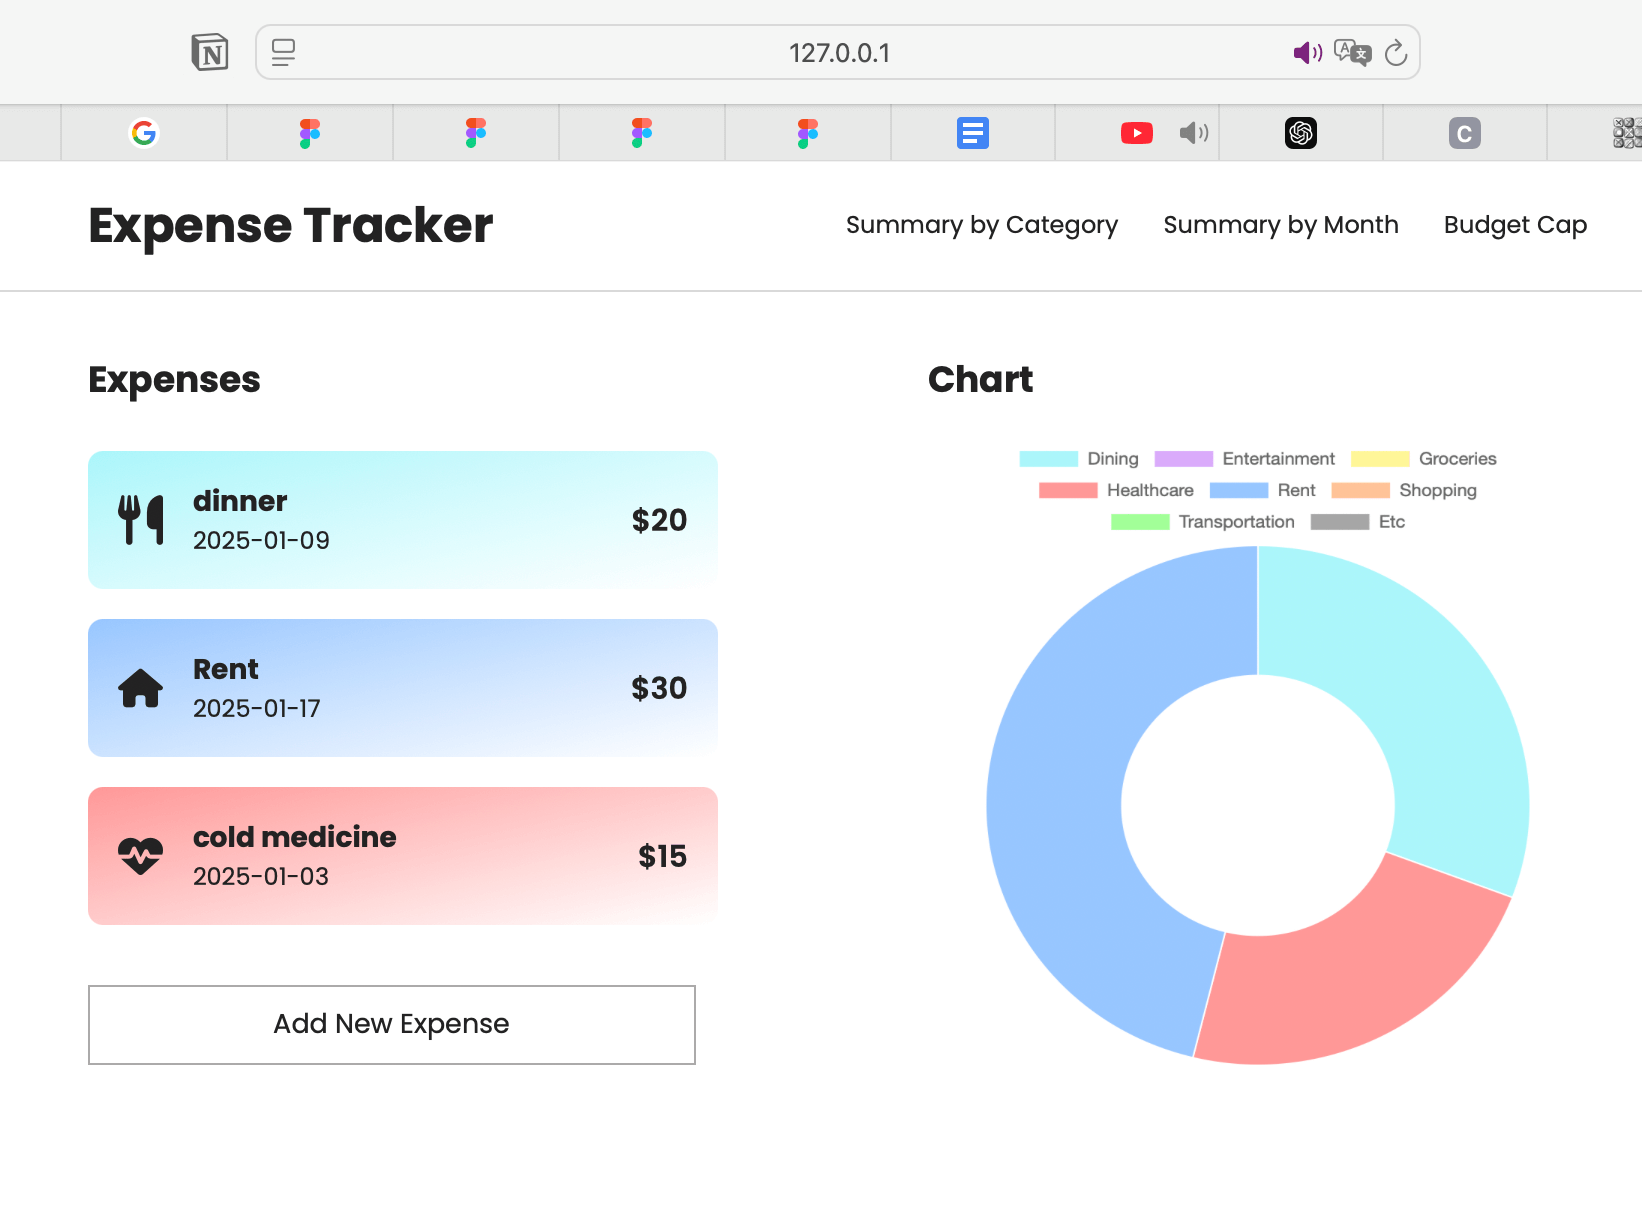 127.0.0.1
Expense Tracker
Summary by Category
Summary by Month
Budget Cap
Expenses
dinner
2025-01-09
$20
Rent
2025-01-17
$30
cold medicine
2025-01-03
$15
Add New Expense
Chart
Dining Entertainment Groceries
Healthcare Rent Shopping
Transportation Etc